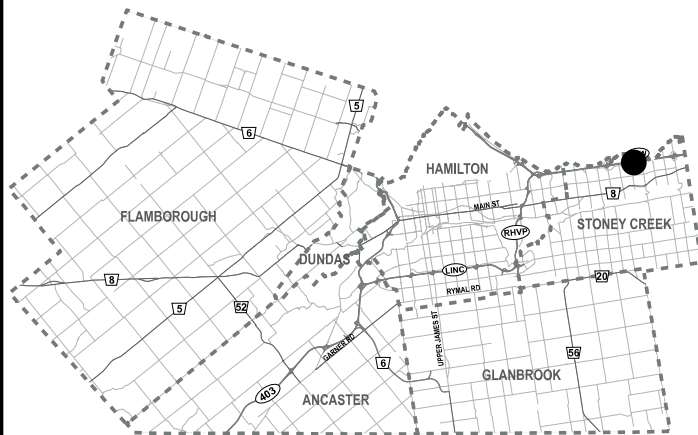 5
6
HAMILTON
8
MAIN ST
FLAMBOROUGH
STONEY CREEK
RHVP
DUNDAS
LINC
20
8
RYMAL RD
5
52
UPPER JAMES ST
GARNER RD
6
56
GLANBROOK
403
ANCASTER